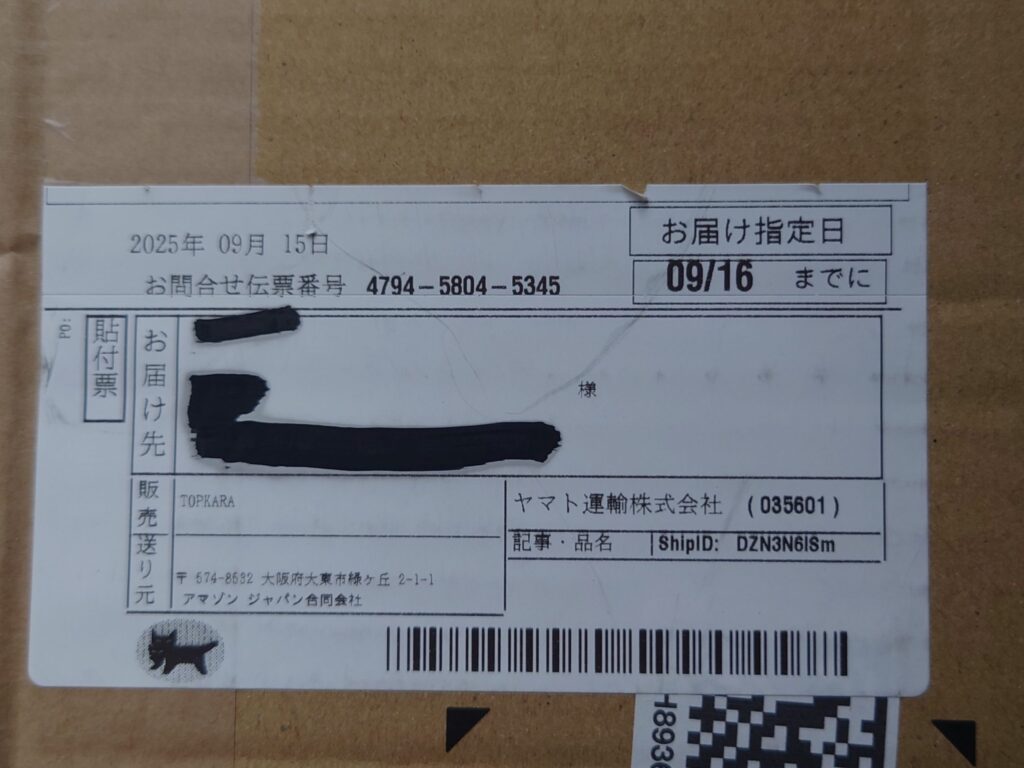 2025年 09月 15日
お届け指定日
お問合せ伝票番号 4794-5804-5345
09/16 までに
PO:
貼付票
お届け先
様
販売
TOPKARA
ヤマト運輸株式会社 (035601)
記事・品名 ShipID: DZN3N6lSm
送り元
〒574-8532 大阪府大東市緑ヶ丘 2-1-1
アマゾン ジャパン合同会社